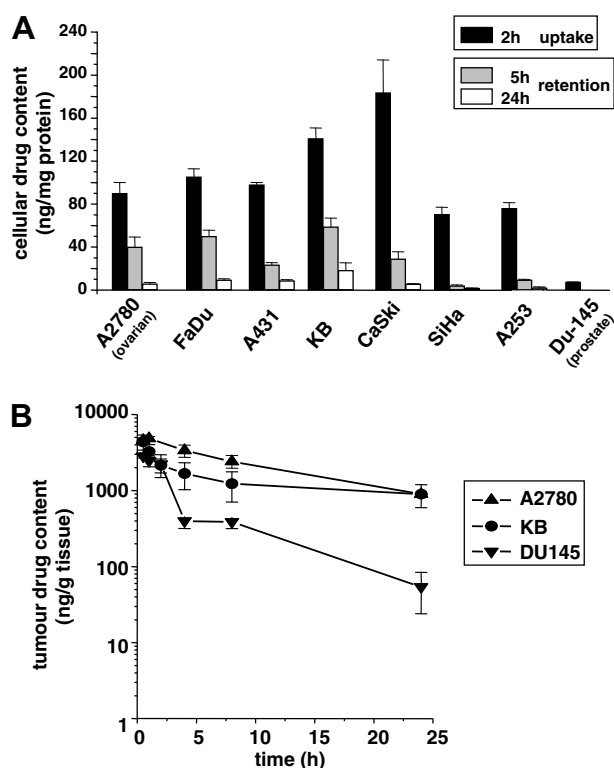 A
240
200
160
120
80
40
0
cellular drug content
(ng/mg protein)
2h uptake
5h retention
24h
A2780
(ovarian)
FaDu
A431
KB
CaSki
SiHa
A253
Du-145
(prostate)
B
10000
1000
100
10
1
tumour drug content
(ng/g tissue)
0 5 10 15 20 25
time (h)
A2780
KB
DU145